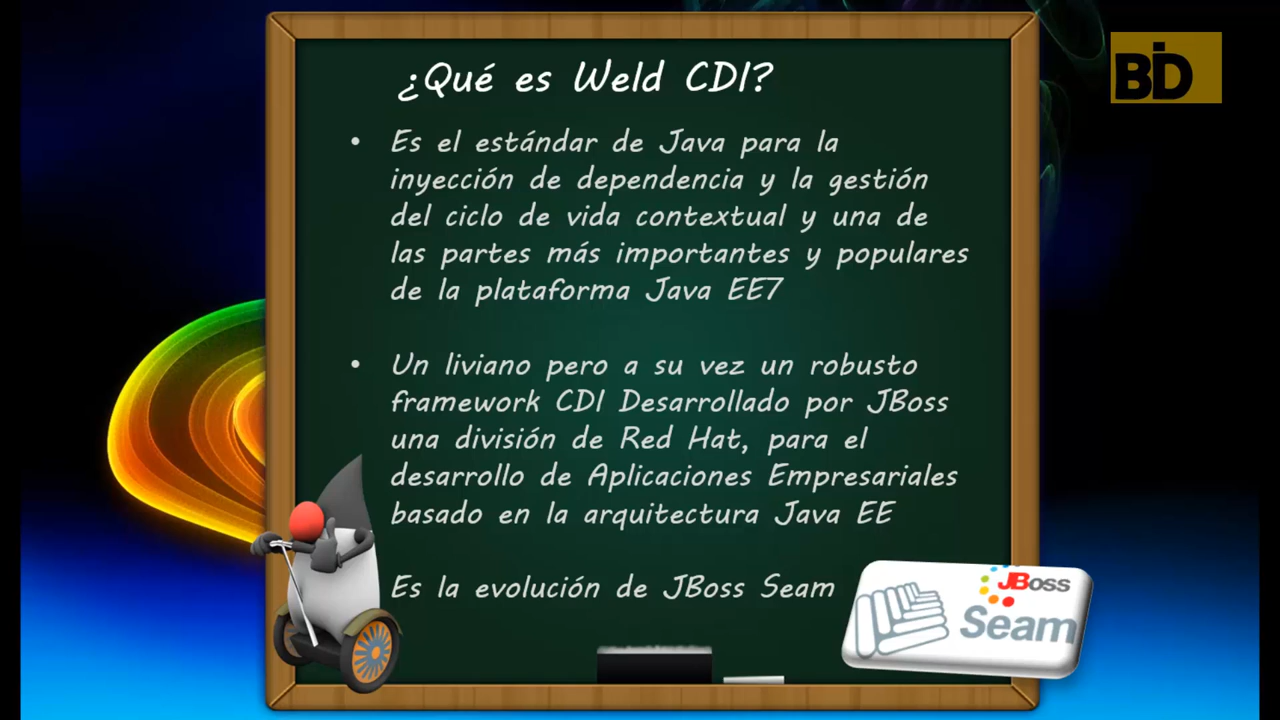 ¿Qué es Weld CDI?
BID
• Es el estándar de Java para la
inyección de dependencia y la gestión
del ciclo de vida contextual y una de
las partes más importantes y populares
de la plataforma Java EE7
• Un liviano pero a su vez un robusto
framework CDI Desarrollado por JBoss
una división de Red Hat, para el
desarrollo de Aplicaciones Empresariales
basado en la arquitectura Java EE
Es la evolución de JBoss Seam
JBoss
Seam